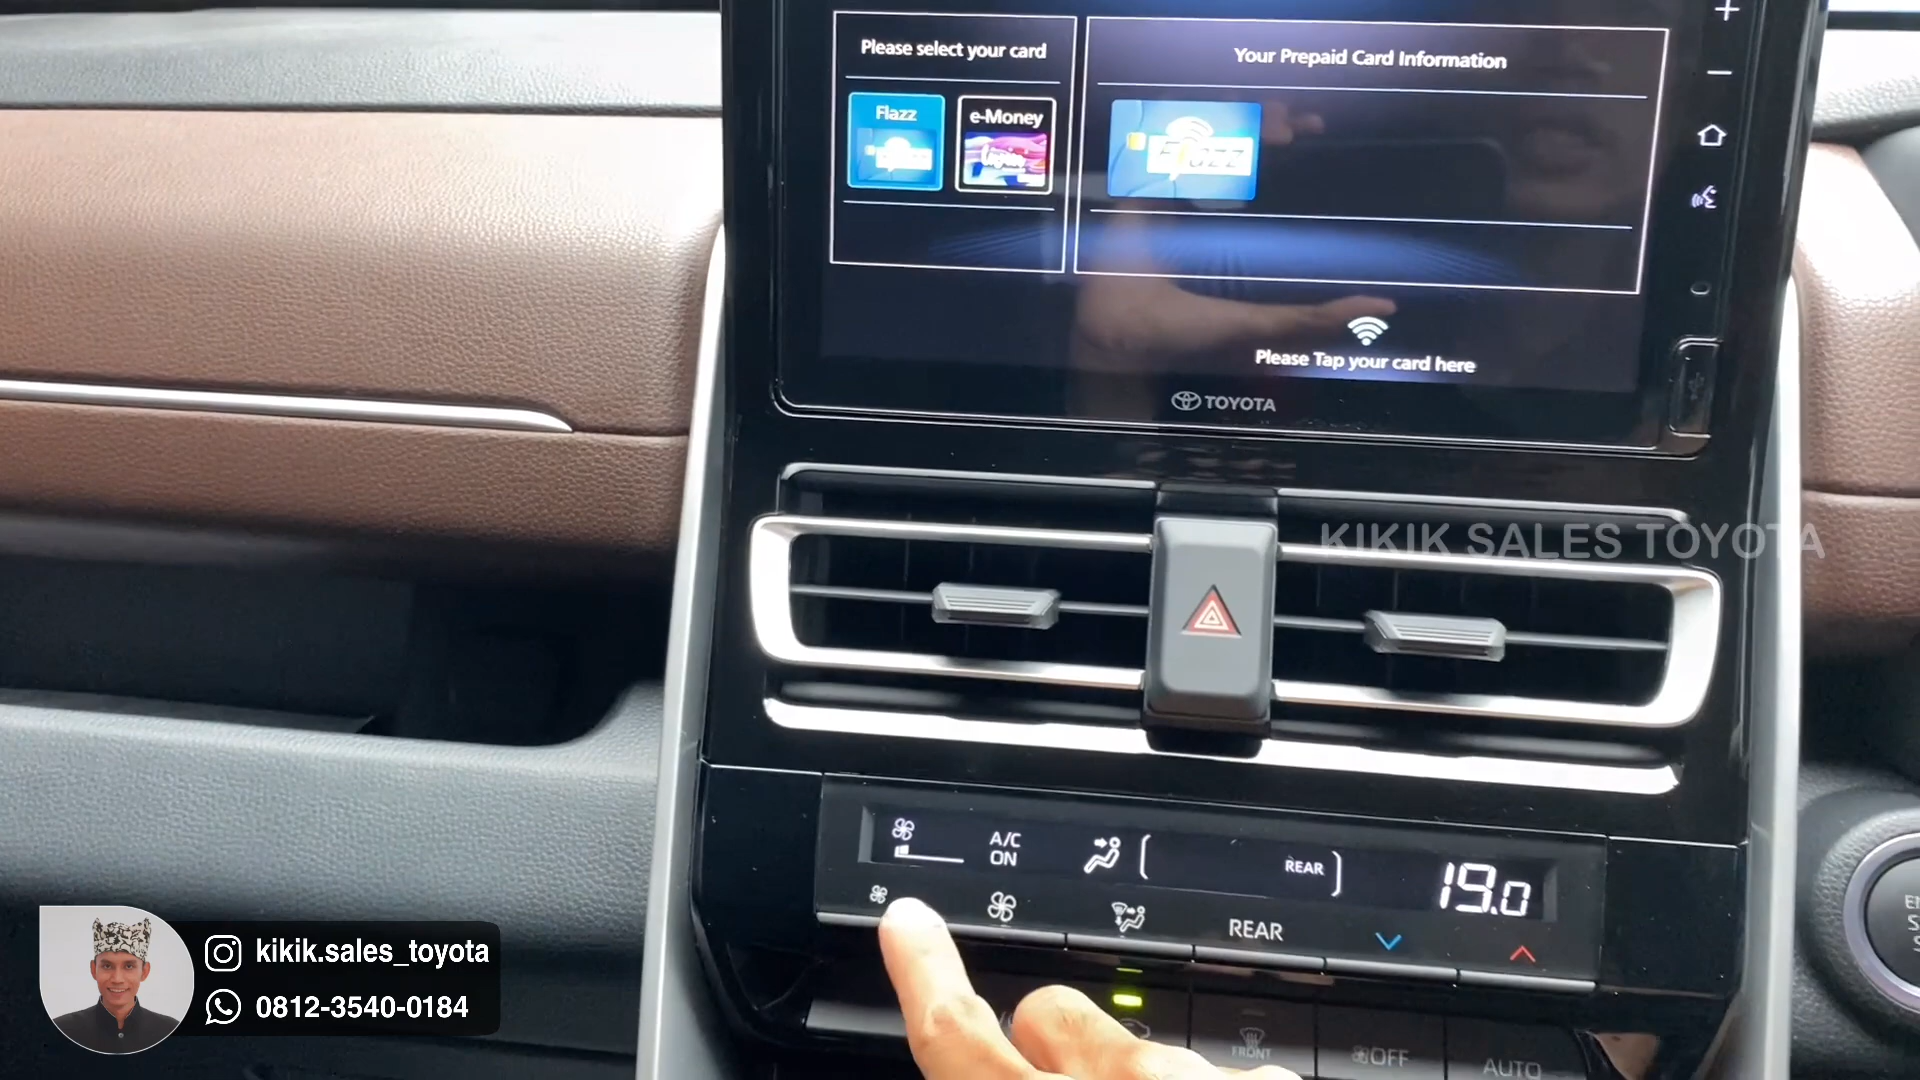 Please select your card
Your Prepaid Card Information
Flazz
e-Money
Flazz
Please Tap your card here
TOYOTA
KIKIK SALES TOYOTA
A/C
ON
REAR
19.0
REAR
FRONT
OFF
AUTO
kikik.sales_toyota
0812-3540-0184